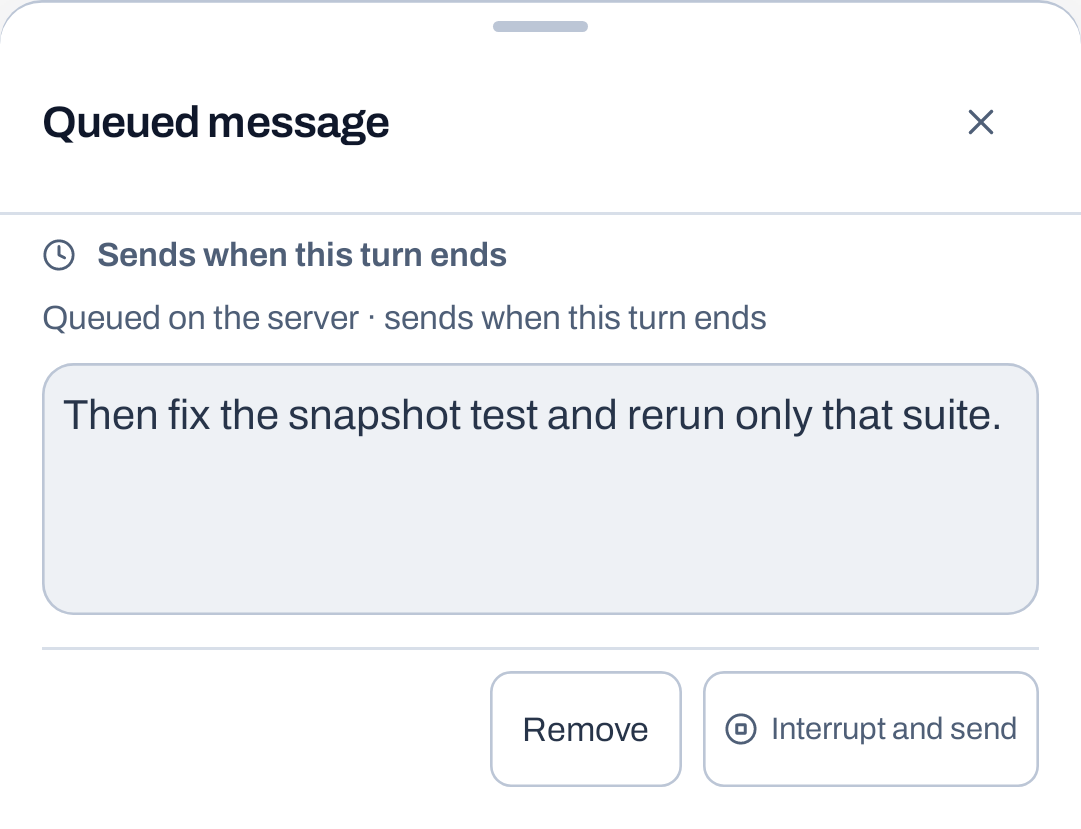 Queued message
Sends when this turn ends
Queued on the server · sends when this turn ends
Then fix the snapshot test and rerun only that suite.
Remove
Interrupt and send